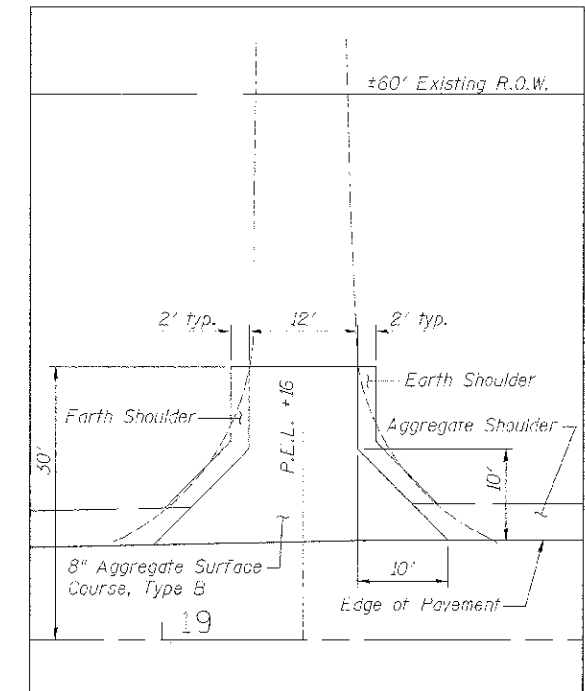 ±60' Existing R.O.W.
2' typ.
12'
2' typ.
Earth Shoulder
Earth Shoulder
Aggregate Shoulder
P.E.L. +16
30'
10'
8" Aggregate Surface
Course, Type B
10'
Edge of Pavement
19